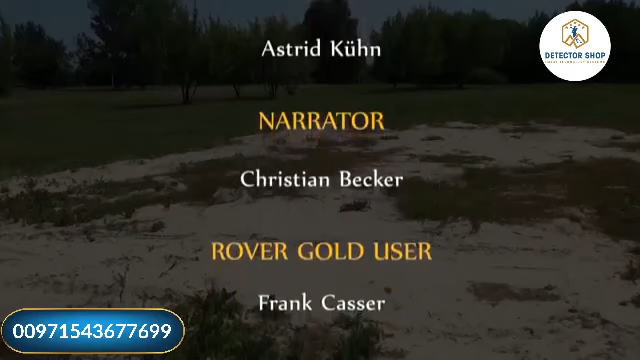 Astrid Kühn
NARRATOR
Christian Becker
ROVER GOLD USER
Frank Casser
DETECTOR SHOP
00971543677699